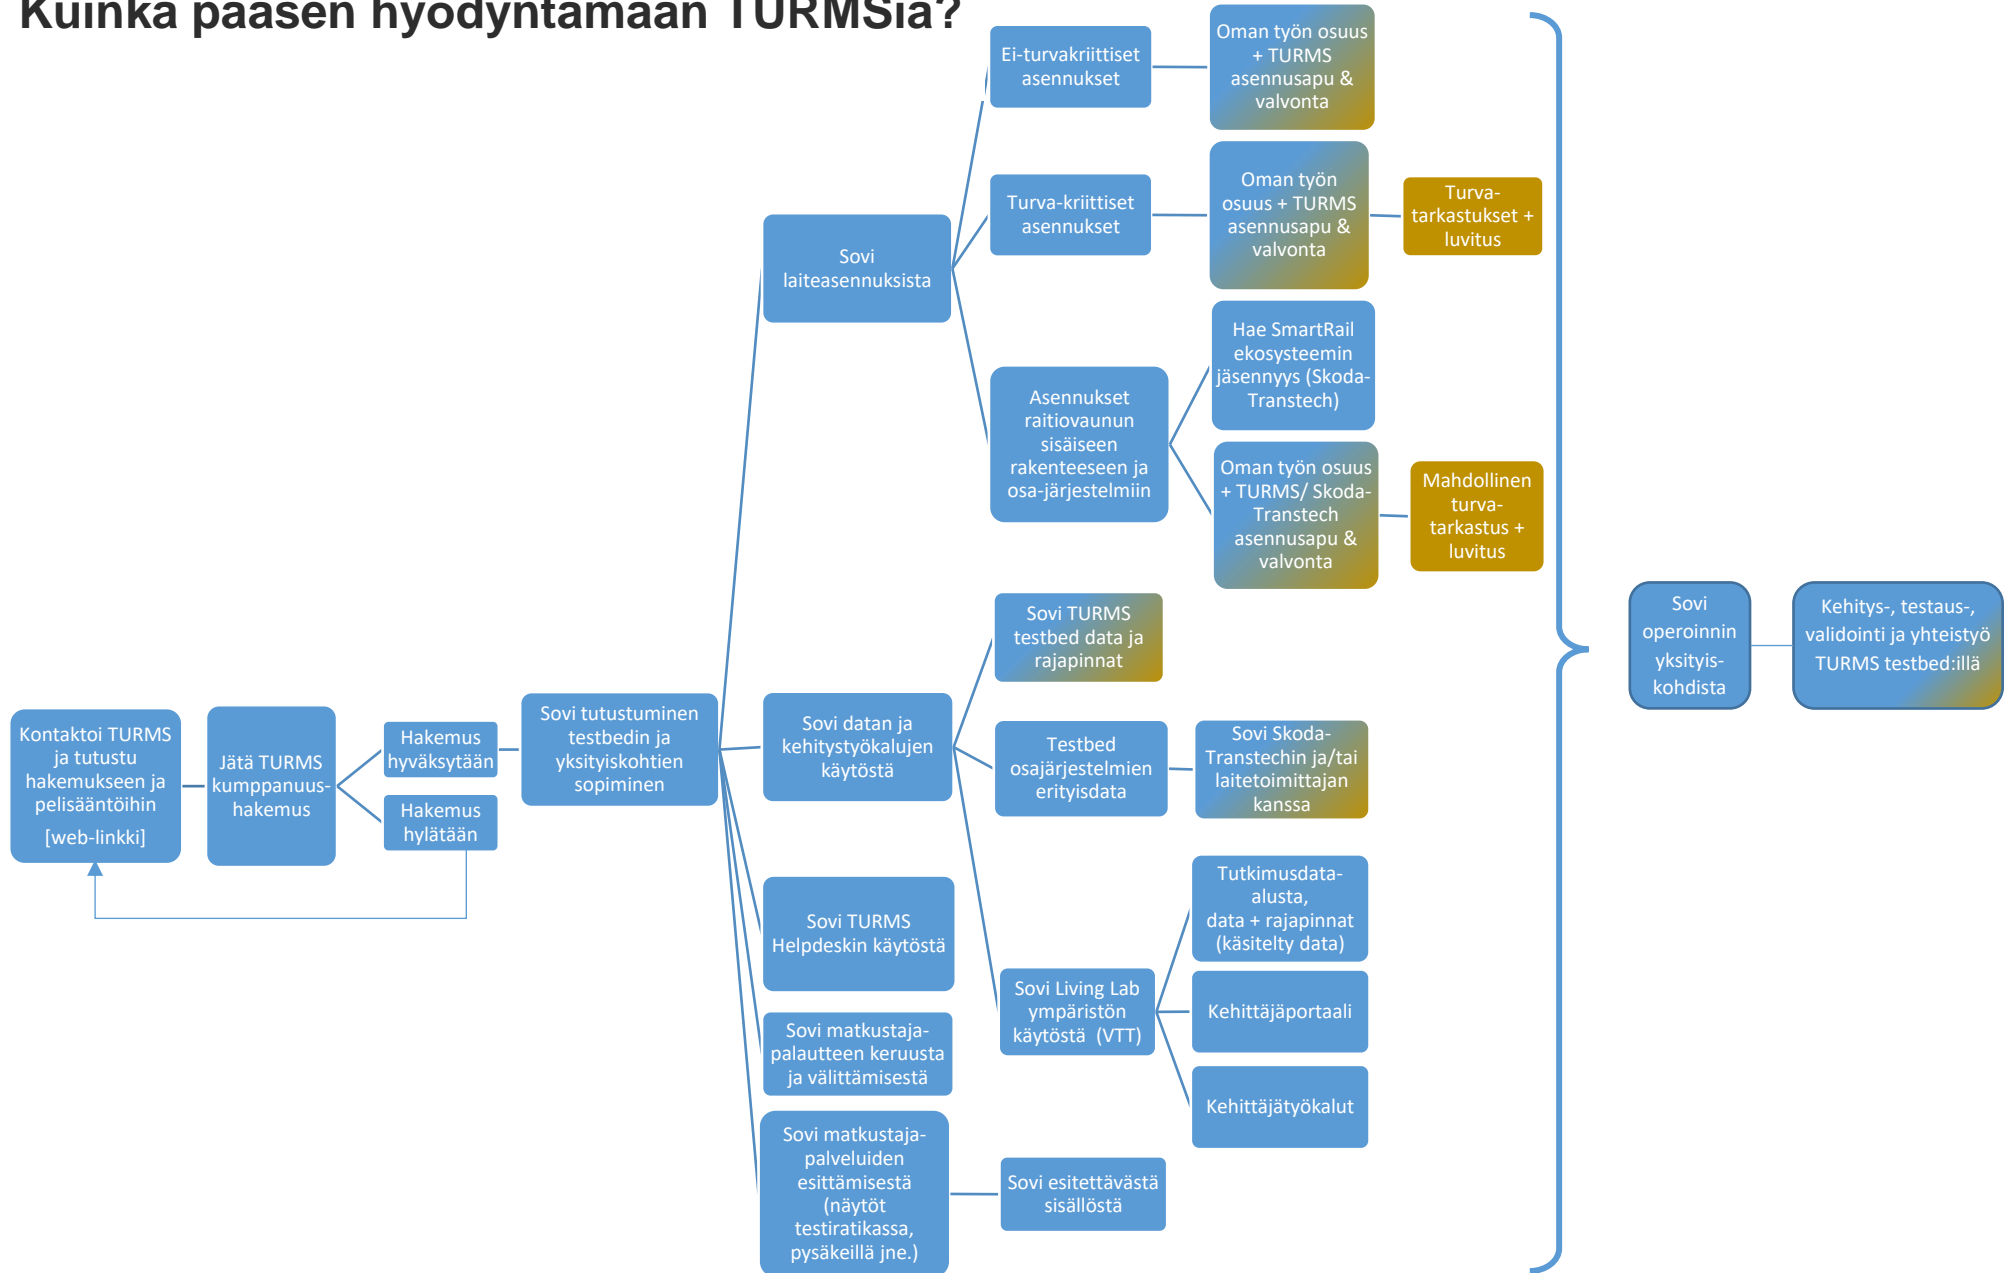 Kuinka pääsen hyödyntämään TURMSia?
Kontaktoi TURMS
ja tutustu
hakemukseen ja
pelisääntöihin
[web-linkki]
Jätä TURMS
kumppanuus-
hakemus
Hakemus
hyväksytään
Hakemus
hylätään
Sovi tutustuminen
testbedin ja
yksityiskohtien
sopiminen
Sovi
laiteasennuksista
Ei-turvakriittiset
asennukset
Oman työn osuus
+ TURMS
asennusapu &
valvonta
Turva-kriittiset
asennukset
Oman työn
osuus + TURMS
asennusapu &
valvonta
Turva-
tarkastukset +
luvitus
Asennukset
raitiovaunun
sisäiseen
rakenteeseen ja
osa-järjestelmiin
Hae SmartRail
ekosysteemin
jäsennyys (Skoda-
Transtech)
Oman työn osuus
+ TURMS/ Skoda-
Transtech
asennusapu &
valvonta
Mahdollinen
turva-
tarkastus +
luvitus
Sovi datan ja
kehitystyökalujen
käytöstä
Sovi TURMS
testbed data ja
rajapinnat
Testbed
osajärjestelmien
erityisdata
Sovi Skoda-
Transtechin ja/tai
laitetoimittajan
kanssa
Sovi Living Lab
ympäristön
käytöstä (VTT)
Tutkimusdata-
alusta,
data + rajapinnat
(käsitelty data)
Kehittäjäportaali
Kehittäjätyökalut
Sovi TURMS
Helpdeskin käytöstä
Sovi matkustaja-
palautteen keruusta
ja välittämisestä
Sovi matkustaja-
palveluiden
esittämisestä
(näytöt
testiratikassa,
pysäkeillä jne.)
Sovi esitettävästä
sisällöstä
Sovi
operoinnin
yksityis-
kohdista
Kehitys-, testaus-,
validointi ja yhteistyö
TURMS testbed:illä